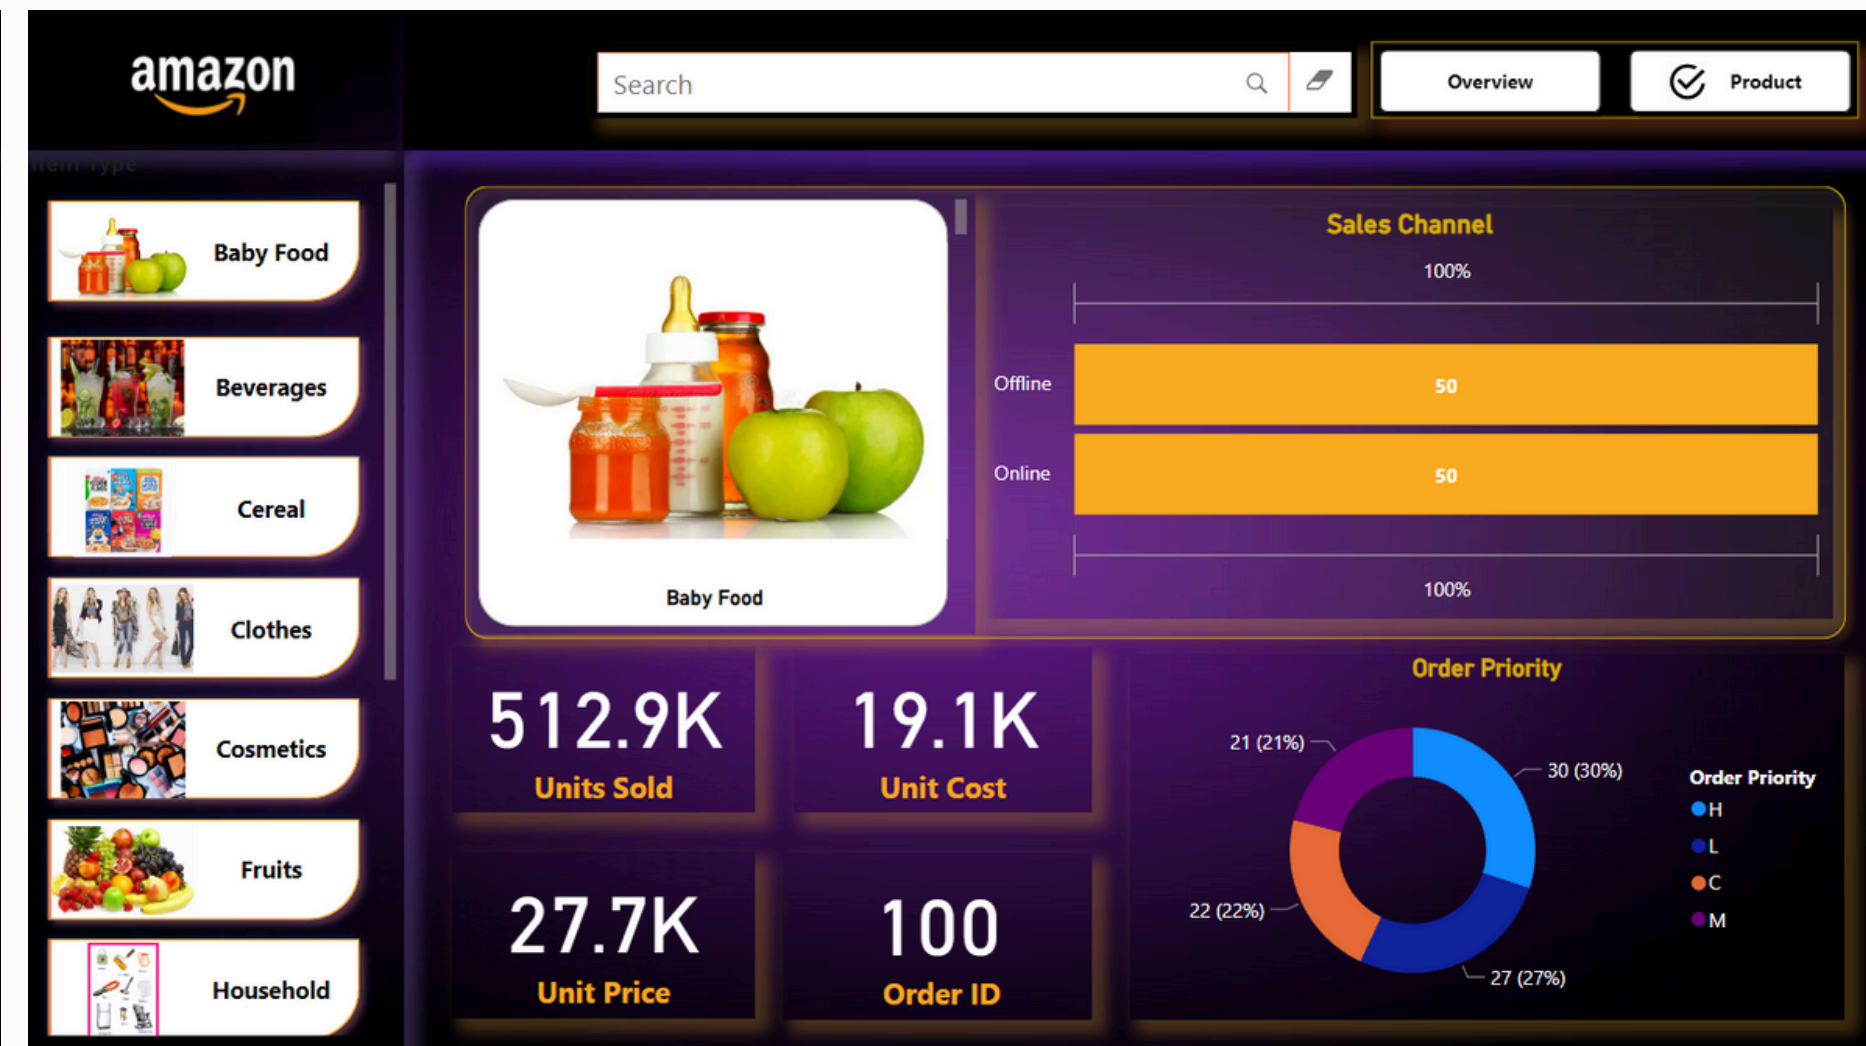 amazon
Search
Overview
Product
Item Type
Baby Food
Beverages
Cereal
Clothes
Cosmetics
Fruits
Household
Baby Food
Sales Channel
100%
Offline
50
Online
50
100%
512.9K
Units Sold
19.1K
Unit Cost
27.7K
Unit Price
100
Order ID
Order Priority
21 (21%)
30 (30%)
22 (22%)
27 (27%)
Order Priority
H
L
C
M